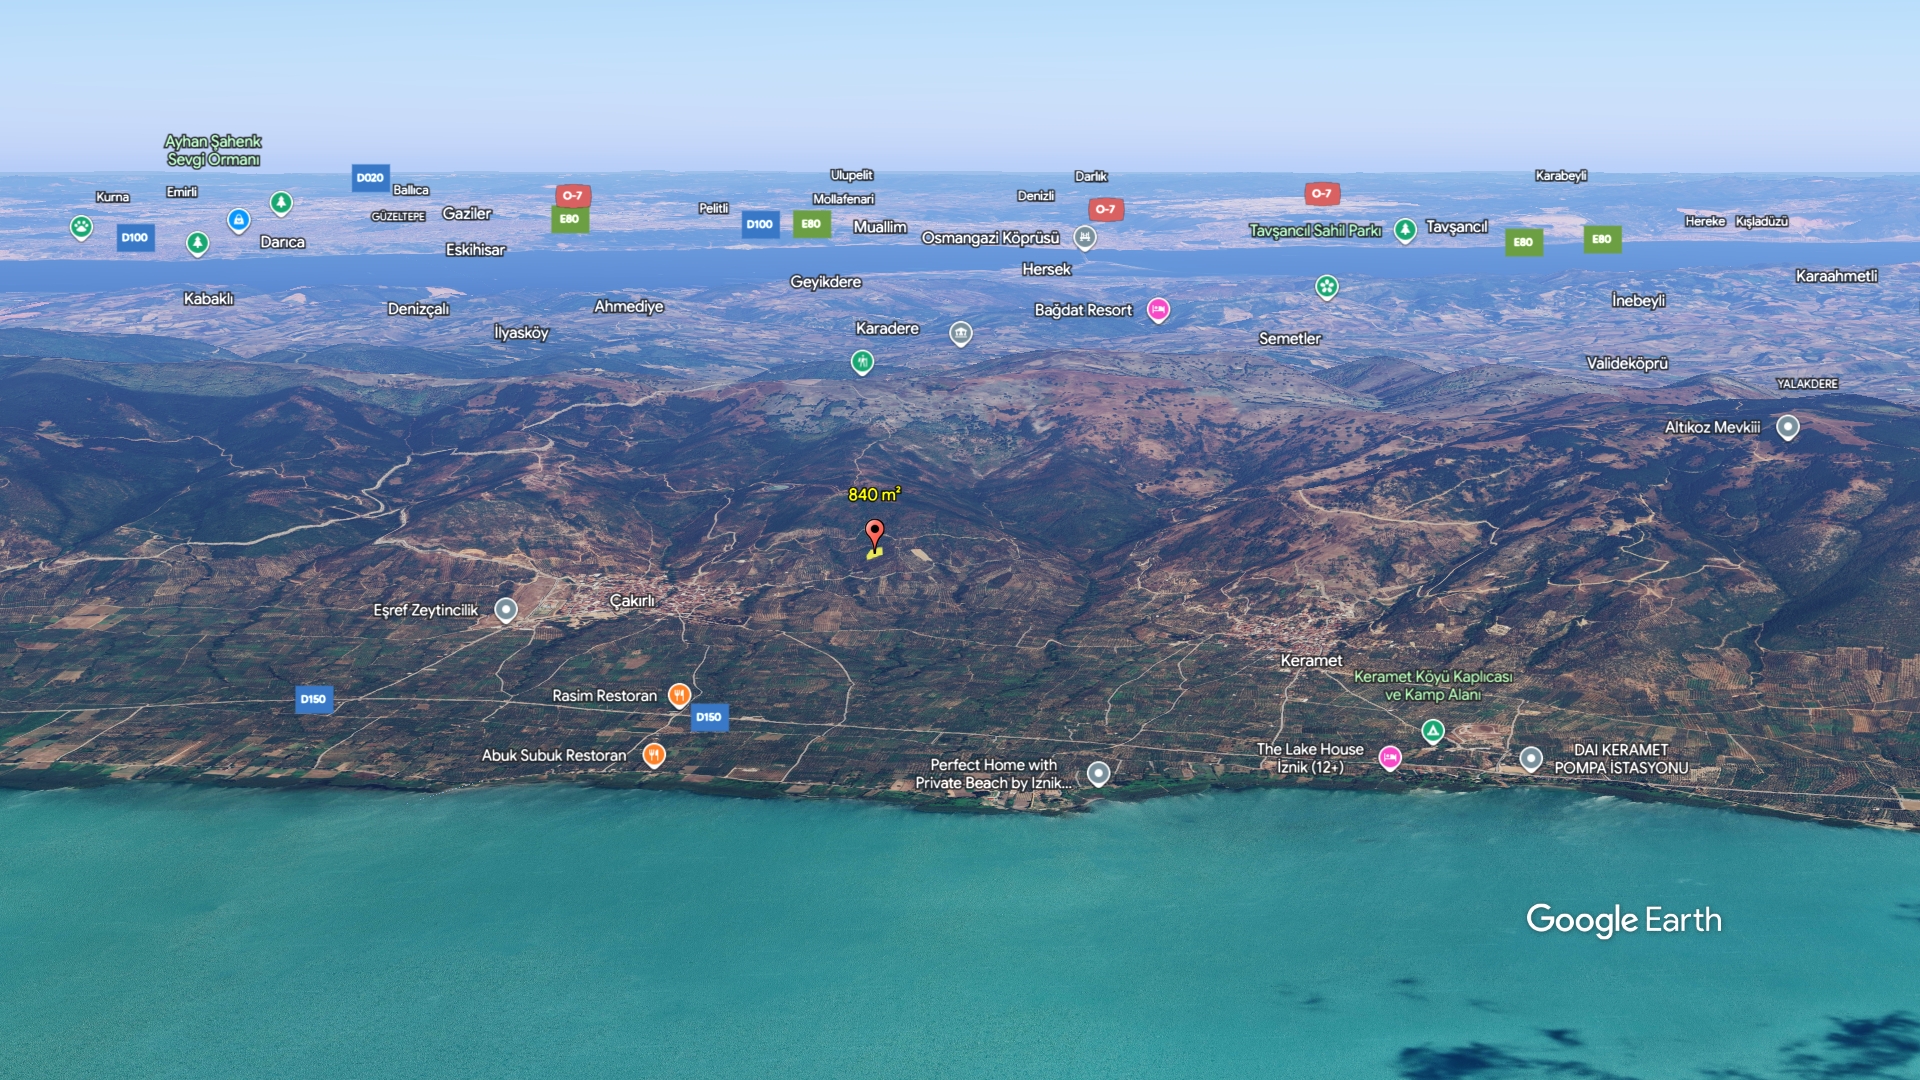 Ayhan Şahenk
Sevgi Ormanı
Kurna
Emirli
D020
Ballıca
GÜZELTEPE
Gaziler
O-7
E80
D100
Darıca
Eskihisar
Pelitli
D100
E80
Ulupelit
Mollafenari
Muallim
Osmangazi Köprüsü
Denizli
Darlık
O-7
O-7
Karabeyli
Tavşancıl Sahil Parkı
Tavşancıl
E80
E80
Hereke
Kışladüzü
Hersek
Geyikdere
Karaahmetli
Kabaklı
Denizçalı
Ahmediye
İlyasköy
Karadere
Bağdat Resort
İnebeyli
Semetler
Valideköprü
YALAKDERE
Altıkoz Mevkiii
840 m²
Eşref Zeytincilik
Çakırlı
Keramet
Keramet Köyü Kaplıcası
ve Kamp Alanı
D150
Rasim Restoran
D150
Abuk Subuk Restoran
Perfect Home with
Private Beach by Iznik...
The Lake House
İznik (12+)
DAI KERAMET
POMPA İSTASYONU
Google Earth